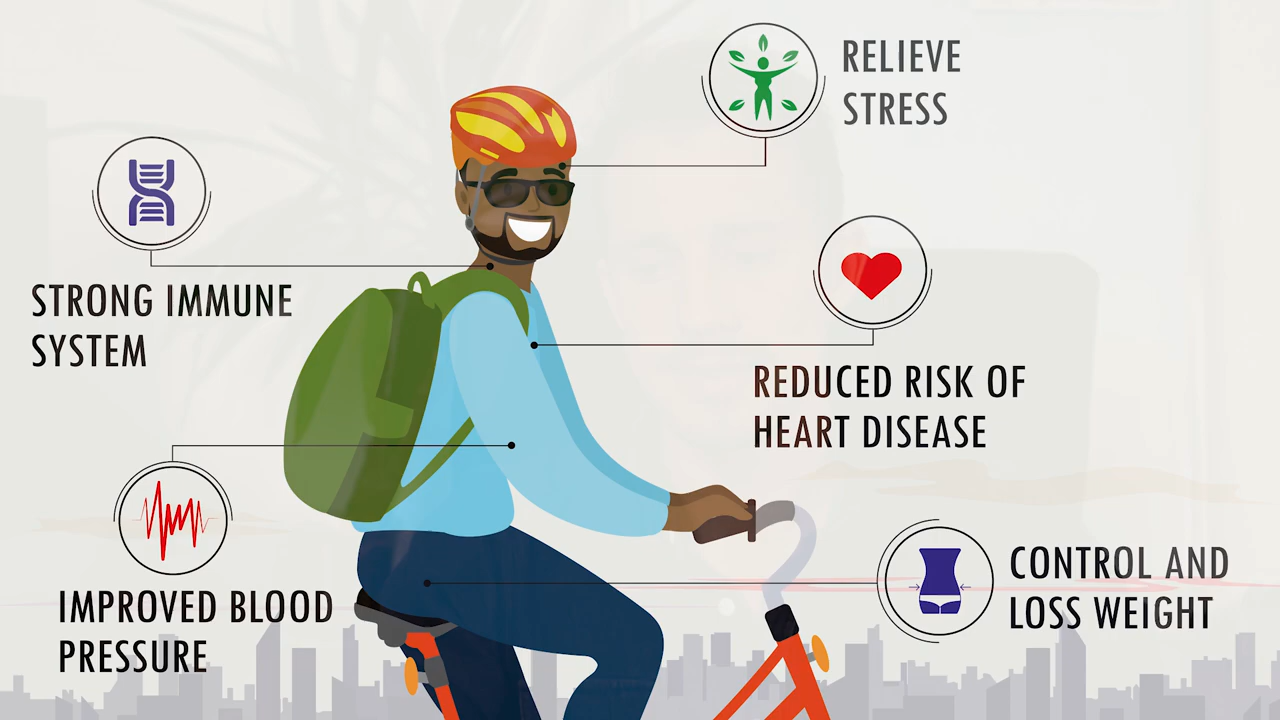 RELIEVE
STRESS
STRONG IMMUNE
SYSTEM
REDUCED RISK OF
HEART DISEASE
IMPROVED BLOOD
PRESSURE
CONTROL AND
LOSS WEIGHT